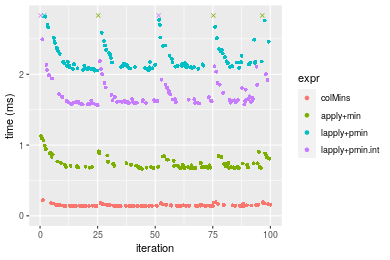 time (ms)
2
1
0
0
25
50
75
100
iteration
expr
colMins
apply+min
lapply+pmin
lapply+pmin.int